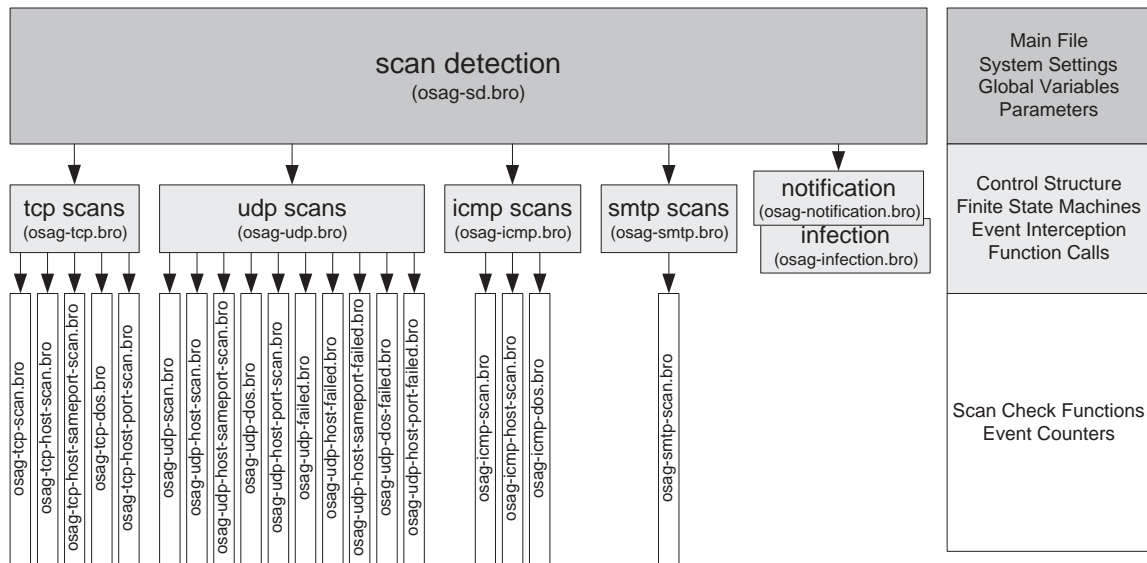 scan detection
(osag-sd.bro)
Main File
System Settings
Global Variables
Parameters
tcp scans
(osag-tcp.bro)
udp scans
(osag-udp.bro)
icmp scans
(osag-icmp.bro)
smtp scans
(osag-smtp.bro)
notification
(osag-notification.bro)
infection
(osag-infection.bro)
Control Structure
Finite State Machines
Event Interception
Function Calls
osag-tcp-scan.bro
osag-tcp-host-scan.bro
osag-tcp-host-sameport-scan.bro
osag-tcp-dos.bro
osag-tcp-host-port-scan.bro
osag-udp-scan.bro
osag-udp-host-scan.bro
osag-udp-host-sameport-scan.bro
osag-udp-dos.bro
osag-udp-host-port-scan.bro
osag-udp-failed.bro
osag-udp-host-failed.bro
osag-udp-host-sameport-failed.bro
osag-udp-dos-failed.bro
osag-udp-host-port-failed.bro
osag-icmp-scan.bro
osag-icmp-host-scan.bro
osag-icmp-dos.bro
osag-smtp-scan.bro
Scan Check Functions
Event Counters